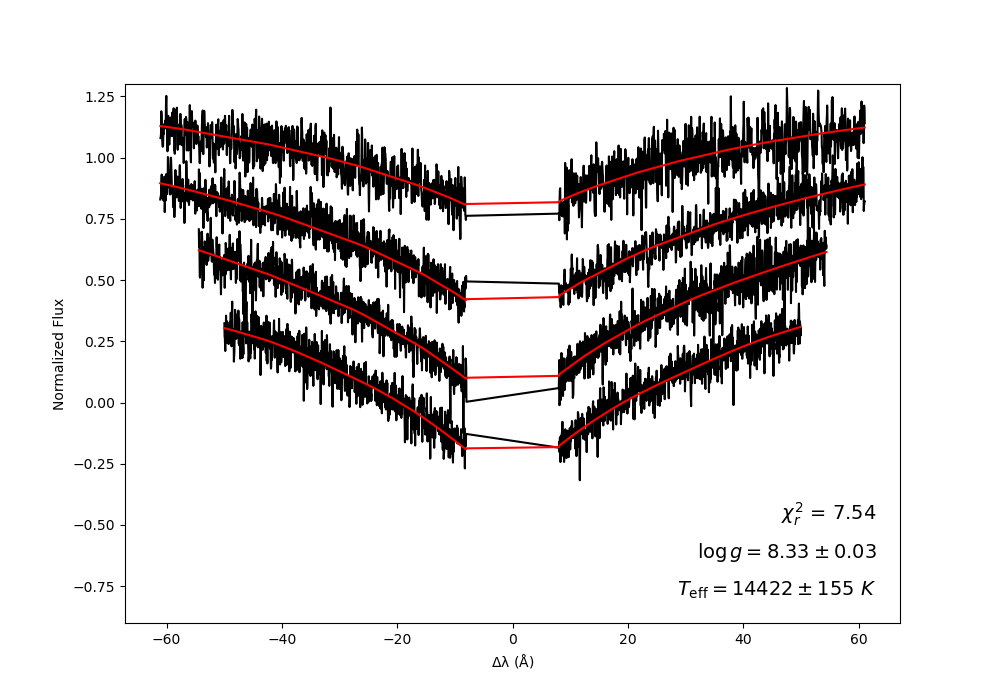 1.25
1.00
0.75
0.50
0.25
0.00
−0.25
−0.50
−0.75
Normalized Flux
χ²ᵣ = 7.54
log g = 8.33 ± 0.03
T_eff = 14422 ± 155 K
−60 −40 −20 0 20 40 60
Δλ (Å)